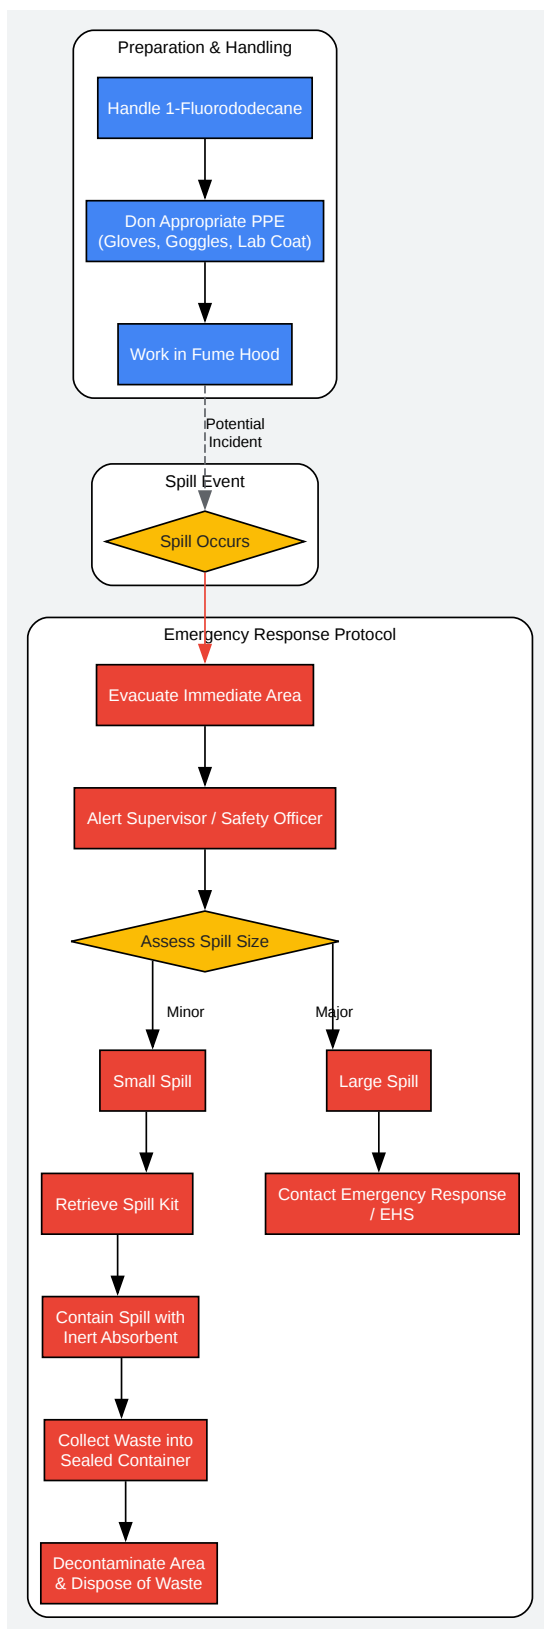 Preparation & Handling
Handle 1-Fluorododecane
Don Appropriate PPE
(Gloves, Goggles, Lab Coat)
Work in Fume Hood
Potential
Incident
Spill Event
Spill Occurs
Emergency Response Protocol
Evacuate Immediate Area
Alert Supervisor / Safety Officer
Assess Spill Size
Minor
Major
Small Spill
Large Spill
Retrieve Spill Kit
Contact Emergency Response
/ EHS
Contain Spill with
Inert Absorbent
Collect Waste into
Sealed Container
Decontaminate Area
& Dispose of Waste